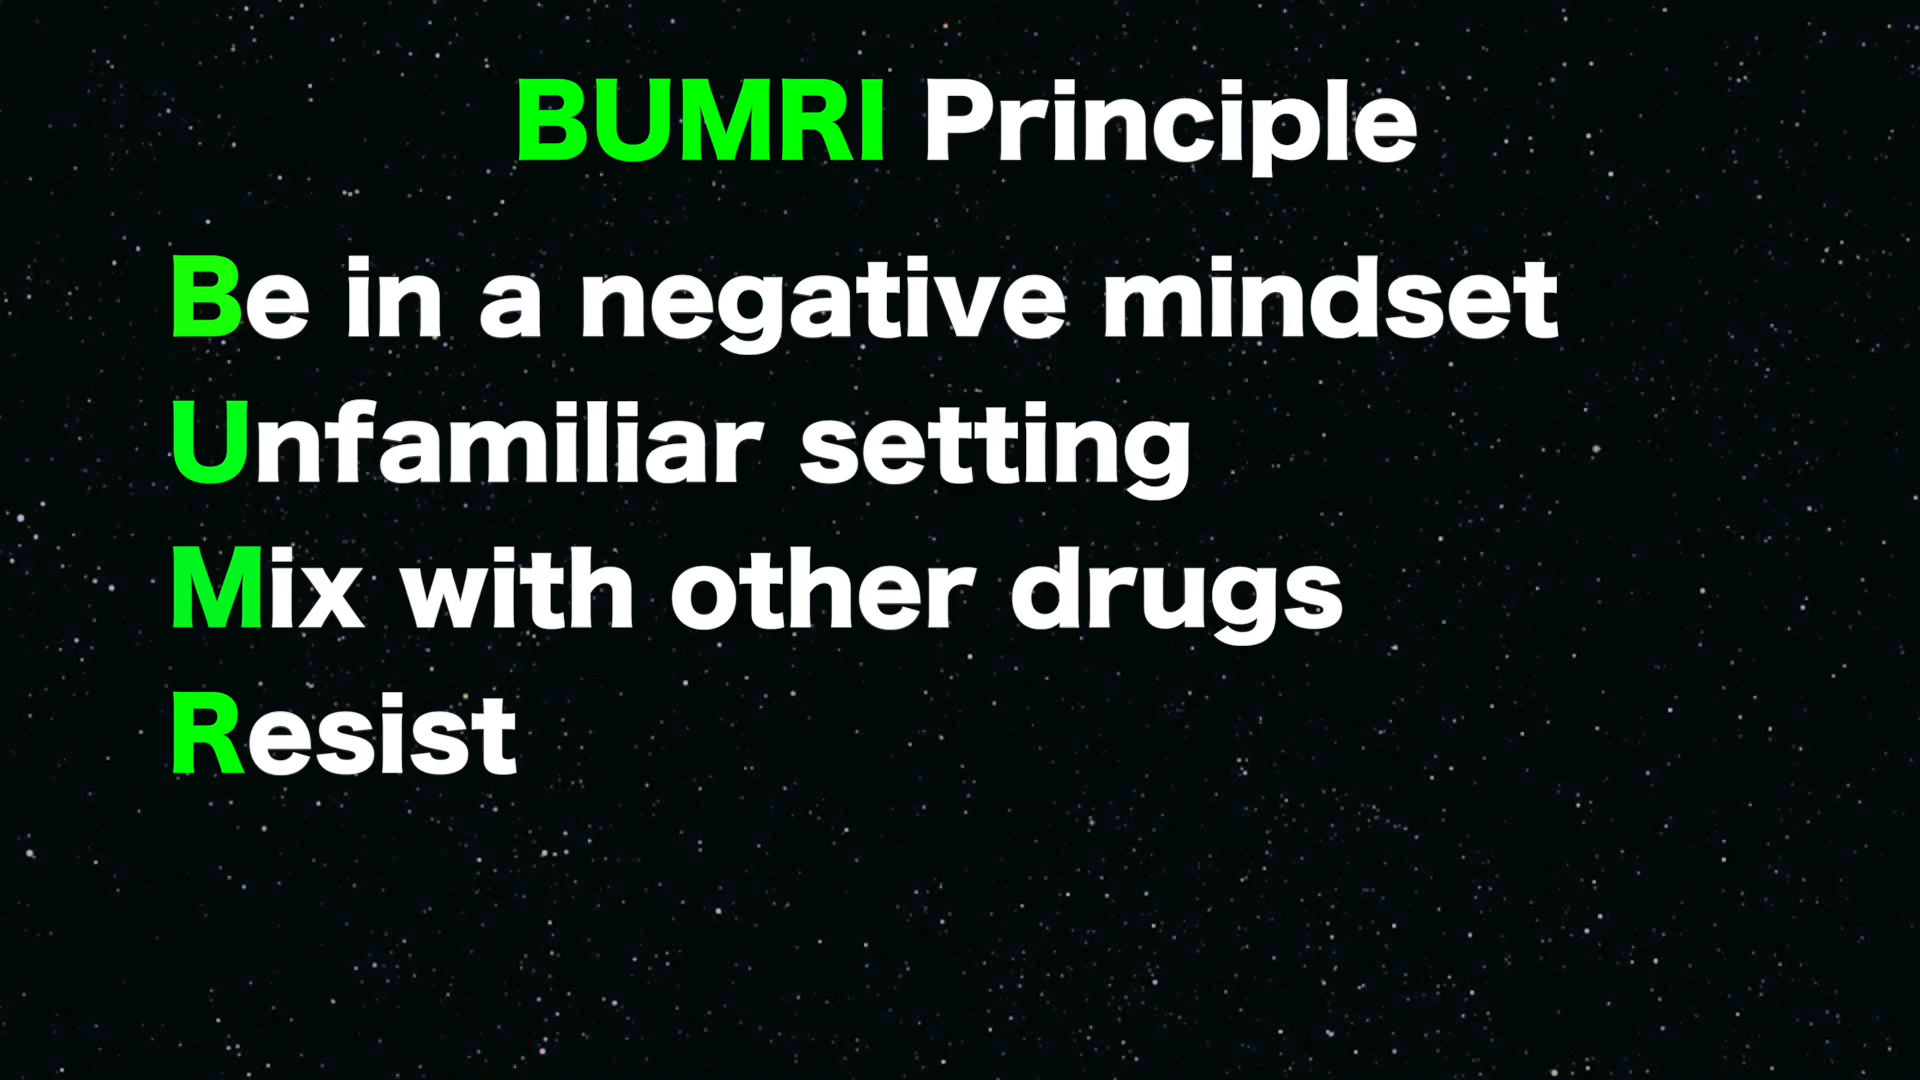 BUMRI Principle
Be in a negative mindset
Unfamiliar setting
Mix with other drugs
Resist